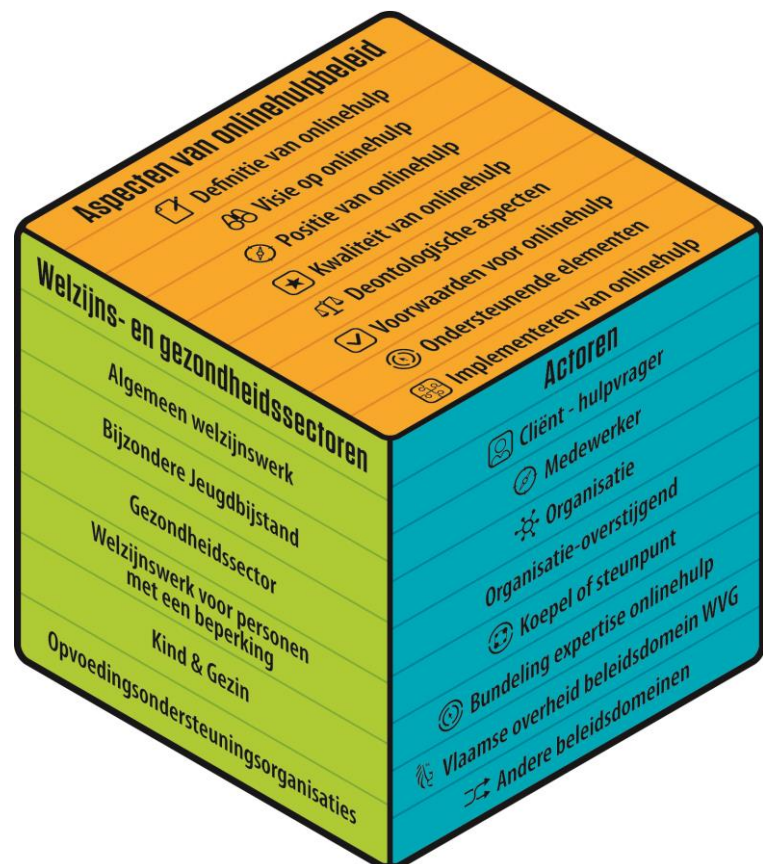 Aspecten van onlinehulpbeleid
Definitie van onlinehulp
Visie op onlinehulp
Positie van onlinehulp
Kwaliteit van onlinehulp
Deontologische aspecten
Voorwaarden voor onlinehulp
Ondersteunende elementen
Implementeren van onlinehulp
Welzijns- en gezondheidssectoren
Algemeen welzijnswerk
Bijzondere Jeugdbijstand
Gezondheidssector
Welzijnswerk voor personen
met een beperking
Kind & Gezin
Opvoedingsondersteuningsorganisaties
Actoren
Cliënt - hulpvrager
Medewerker
Organisatie
Organisatie-overstijgend
Koepel of steunpunt
Bundeling expertise onlinehulp
Vlaamse overheid beleidsdomein WVG
Andere beleidsdomeinen